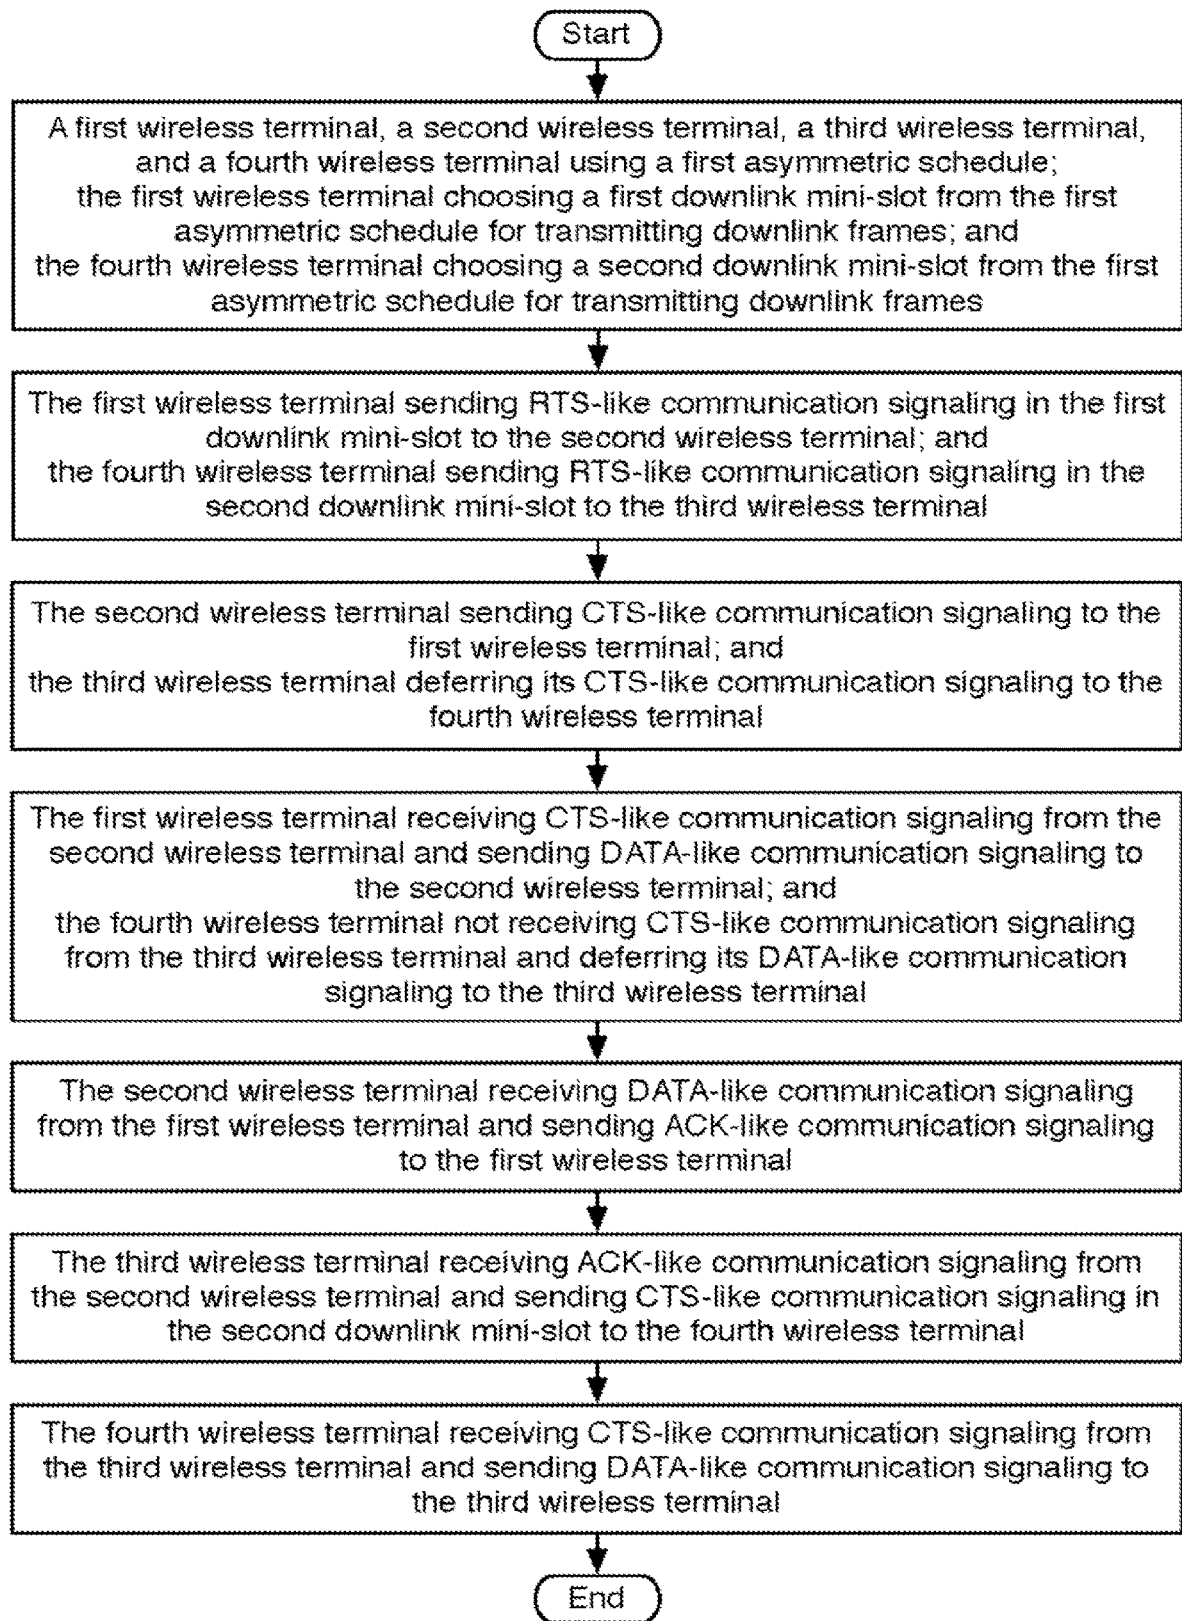 Start
A first wireless terminal, a second wireless terminal, a third wireless terminal,
and a fourth wireless terminal using a first asymmetric schedule;
the first wireless terminal choosing a first downlink mini-slot from the first
asymmetric schedule for transmitting downlink frames; and
the fourth wireless terminal choosing a second downlink mini-slot from the first
asymmetric schedule for transmitting downlink frames
The first wireless terminal sending RTS-like communication signaling in the first
downlink mini-slot to the second wireless terminal; and
the fourth wireless terminal sending RTS-like communication signaling in the
second downlink mini-slot to the third wireless terminal
The second wireless terminal sending CTS-like communication signaling to the
first wireless terminal; and
the third wireless terminal deferring its CTS-like communication signaling to the
fourth wireless terminal
The first wireless terminal receiving CTS-like communication signaling from the
second wireless terminal and sending DATA-like communication signaling to
the second wireless terminal; and
the fourth wireless terminal not receiving CTS-like communication signaling
from the third wireless terminal and deferring its DATA-like communication
signaling to the third wireless terminal
The second wireless terminal receiving DATA-like communication signaling
from the first wireless terminal and sending ACK-like communication signaling
to the first wireless terminal
The third wireless terminal receiving ACK-like communication signaling from
the second wireless terminal and sending CTS-like communication signaling in
the second downlink mini-slot to the fourth wireless terminal
The fourth wireless terminal receiving CTS-like communication signaling from
the third wireless terminal and sending DATA-like communication signaling to
the third wireless terminal
End